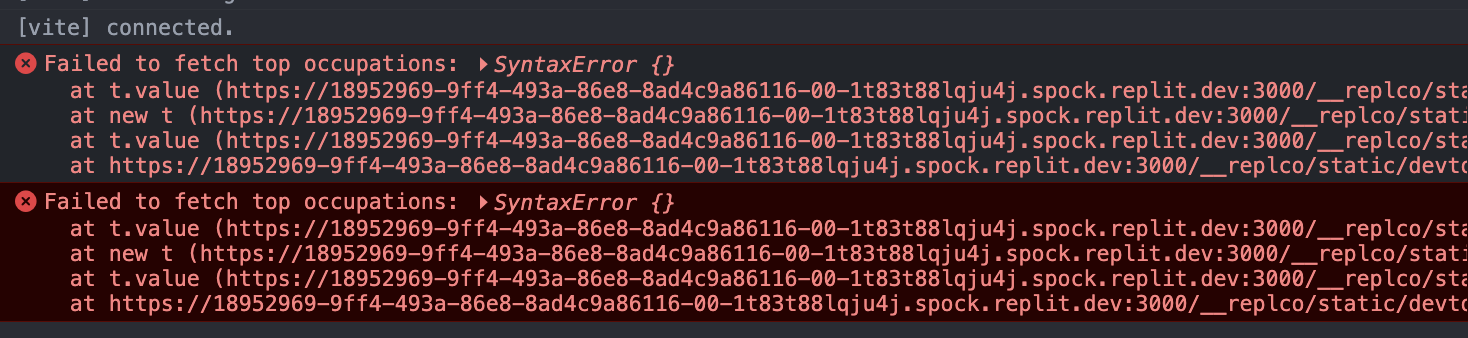 [vite] connected.
Failed to fetch top occupations: ▶SyntaxError {}
at t.value (https://18952969-9ff4-493a-86e8-8ad4c9a86116-00-1t83t88lqju4j.spock.replit.dev:3000/__replco/sta
at new t (https://18952969-9ff4-493a-86e8-8ad4c9a86116-00-1t83t88lqju4j.spock.replit.dev:3000/__replco/stati
at t.value (https://18952969-9ff4-493a-86e8-8ad4c9a86116-00-1t83t88lqju4j.spock.replit.dev:3000/__replco/sta
at https://18952969-9ff4-493a-86e8-8ad4c9a86116-00-1t83t88lqju4j.spock.replit.dev:3000/__replco/static/devto
Failed to fetch top occupations: ▶SyntaxError {}
at t.value (https://18952969-9ff4-493a-86e8-8ad4c9a86116-00-1t83t88lqju4j.spock.replit.dev:3000/__replco/sta
at new t (https://18952969-9ff4-493a-86e8-8ad4c9a86116-00-1t83t88lqju4j.spock.replit.dev:3000/__replco/stati
at t.value (https://18952969-9ff4-493a-86e8-8ad4c9a86116-00-1t83t88lqju4j.spock.replit.dev:3000/__replco/sta
at https://18952969-9ff4-493a-86e8-8ad4c9a86116-00-1t83t88lqju4j.spock.replit.dev:3000/__replco/static/devto